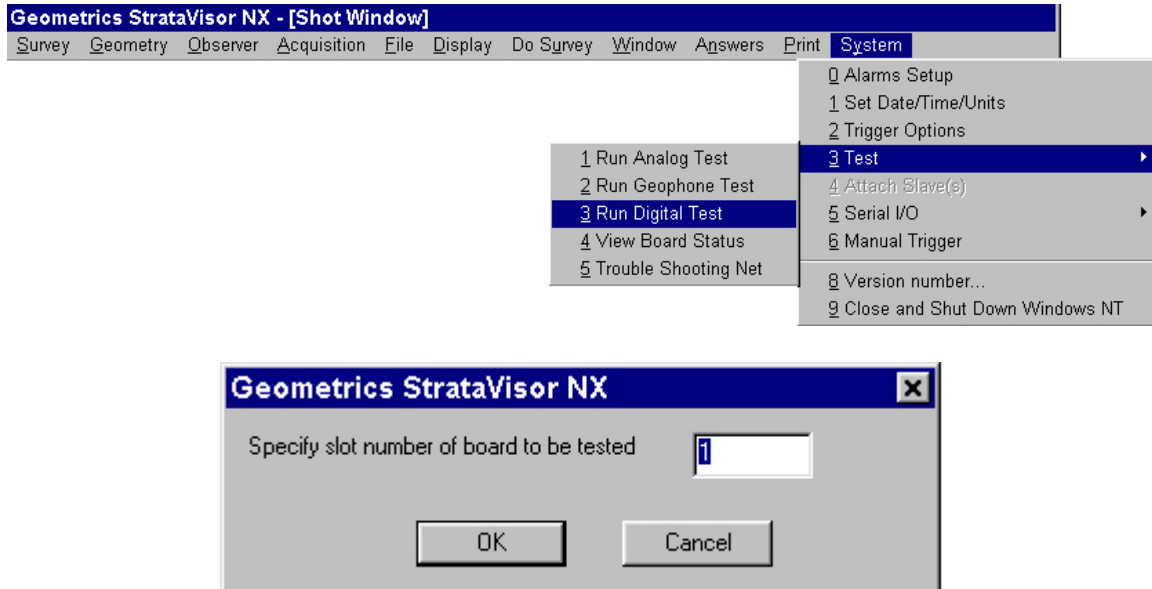 Geometrics StrataVisor NX - [Shot Window]
Survey Geometry Observer Acquisition File Display Do Survey Window Answers Print System
0 Alarms Setup
1 Set Date/Time/Units
2 Trigger Options
3 Test
4 Attach Slave(s)
5 Serial I/O
6 Manual Trigger
8 Version number...
9 Close and Shut Down Windows NT
1 Run Analog Test
2 Run Geophone Test
3 Run Digital Test
4 View Board Status
5 Trouble Shooting Net
Geometrics StrataVisor NX
Specify slot number of board to be tested 1
OK Cancel